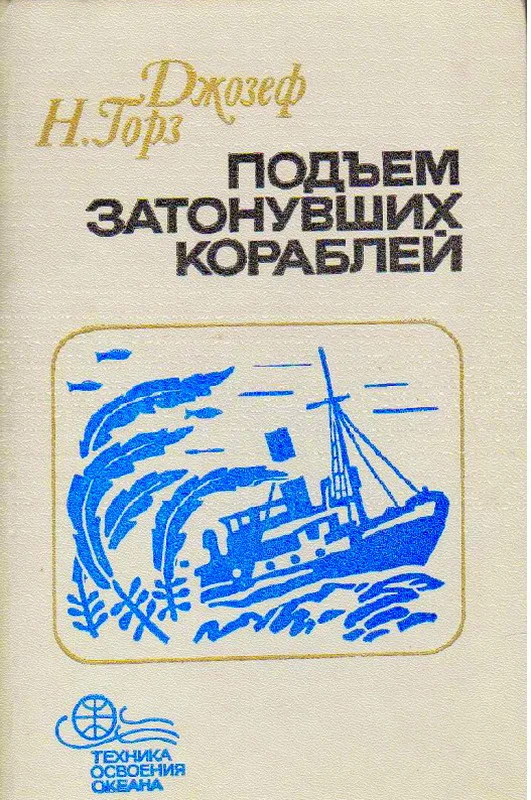 Джозеф
Н. Горз
ПОДЪЕМ
ЗАТОНУВШИХ
КОРАБЛЕЙ
ТЕХНИКА
ОСВОЕНИЯ
ОКЕАНА